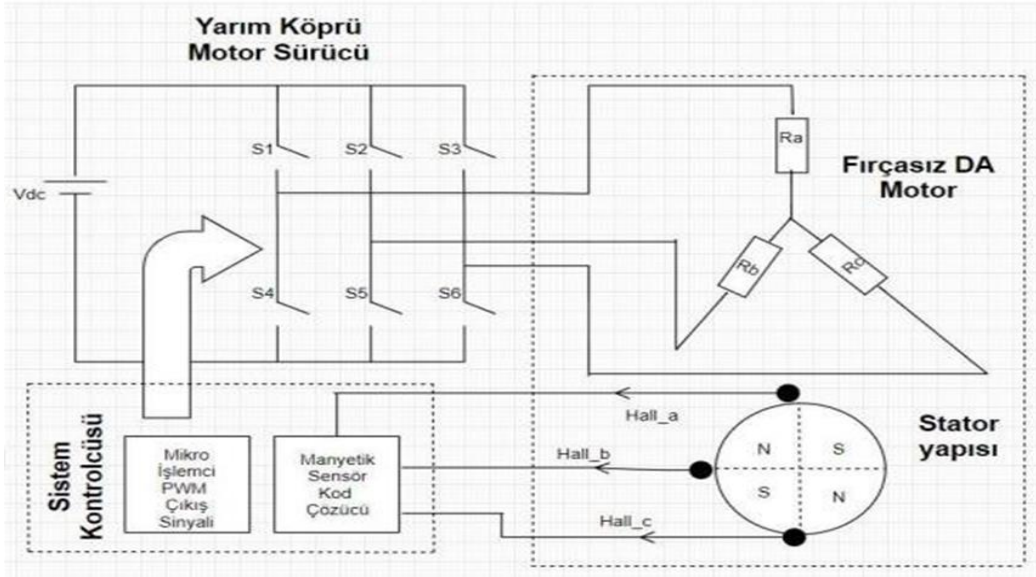 Yarım Köprü
Motor Sürücü
S1
S2
S3
Vdc
S4
S5
S6
Ra
Rb
Rc
Fırçasız DA
Motor
Hall_a
Hall_b
Hall_c
N
S
S
N
Stator
yapısı
Sistem
Kontrolcüsü
Mikro
İşlemci
PWM
Çıkış
Sinyali
Manyetik
Sensör
Kod
Çözücü